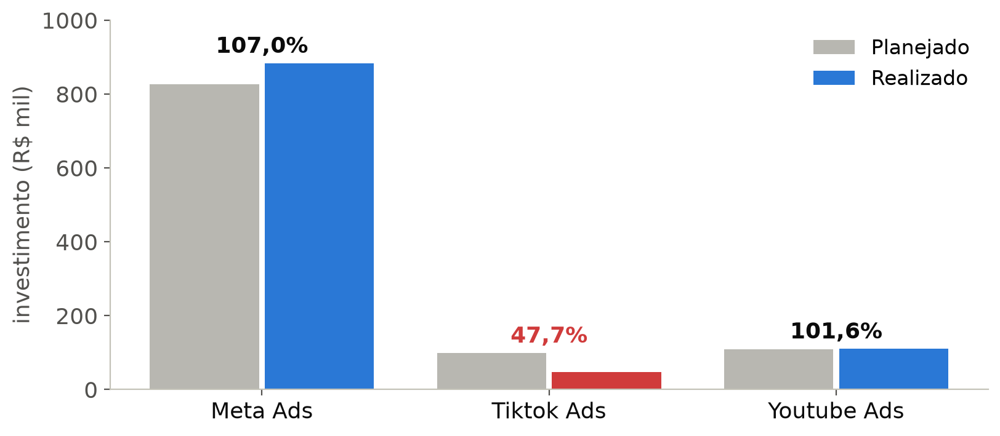 investimento (R$ mil)
1000
800
600
400
200
0
107,0%
47,7%
101,6%
Planejado
Realizado
Meta Ads
Tiktok Ads
Youtube Ads